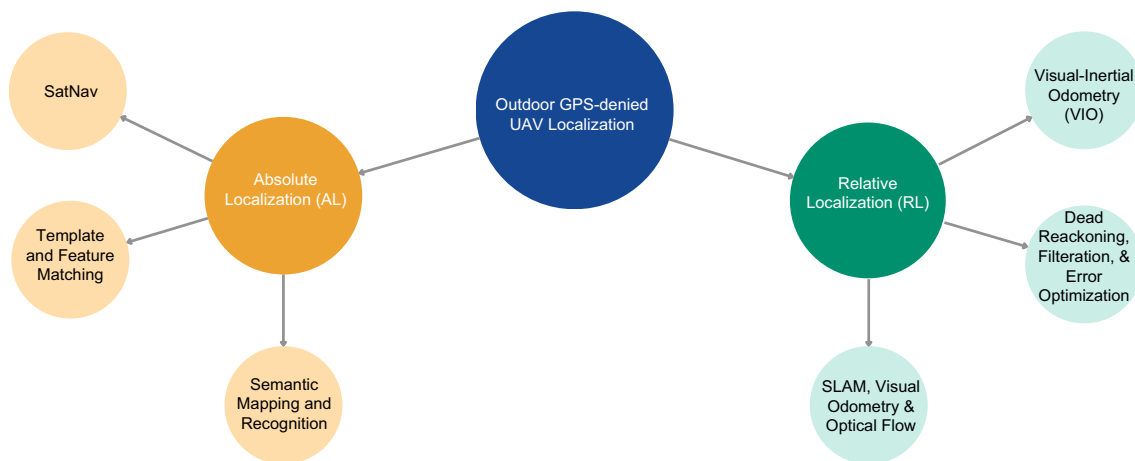 Outdoor GPS-denied
UAV Localization
Absolute
Localization (AL)
SatNav
Template
and Feature
Matching
Semantic
Mapping and
Recognition
Relative
Localization (RL)
Visual-Inertial
Odometry
(VIO)
Dead
Reackoning,
Filteration, &
Error
Optimization
SLAM, Visual
Odometry &
Optical Flow